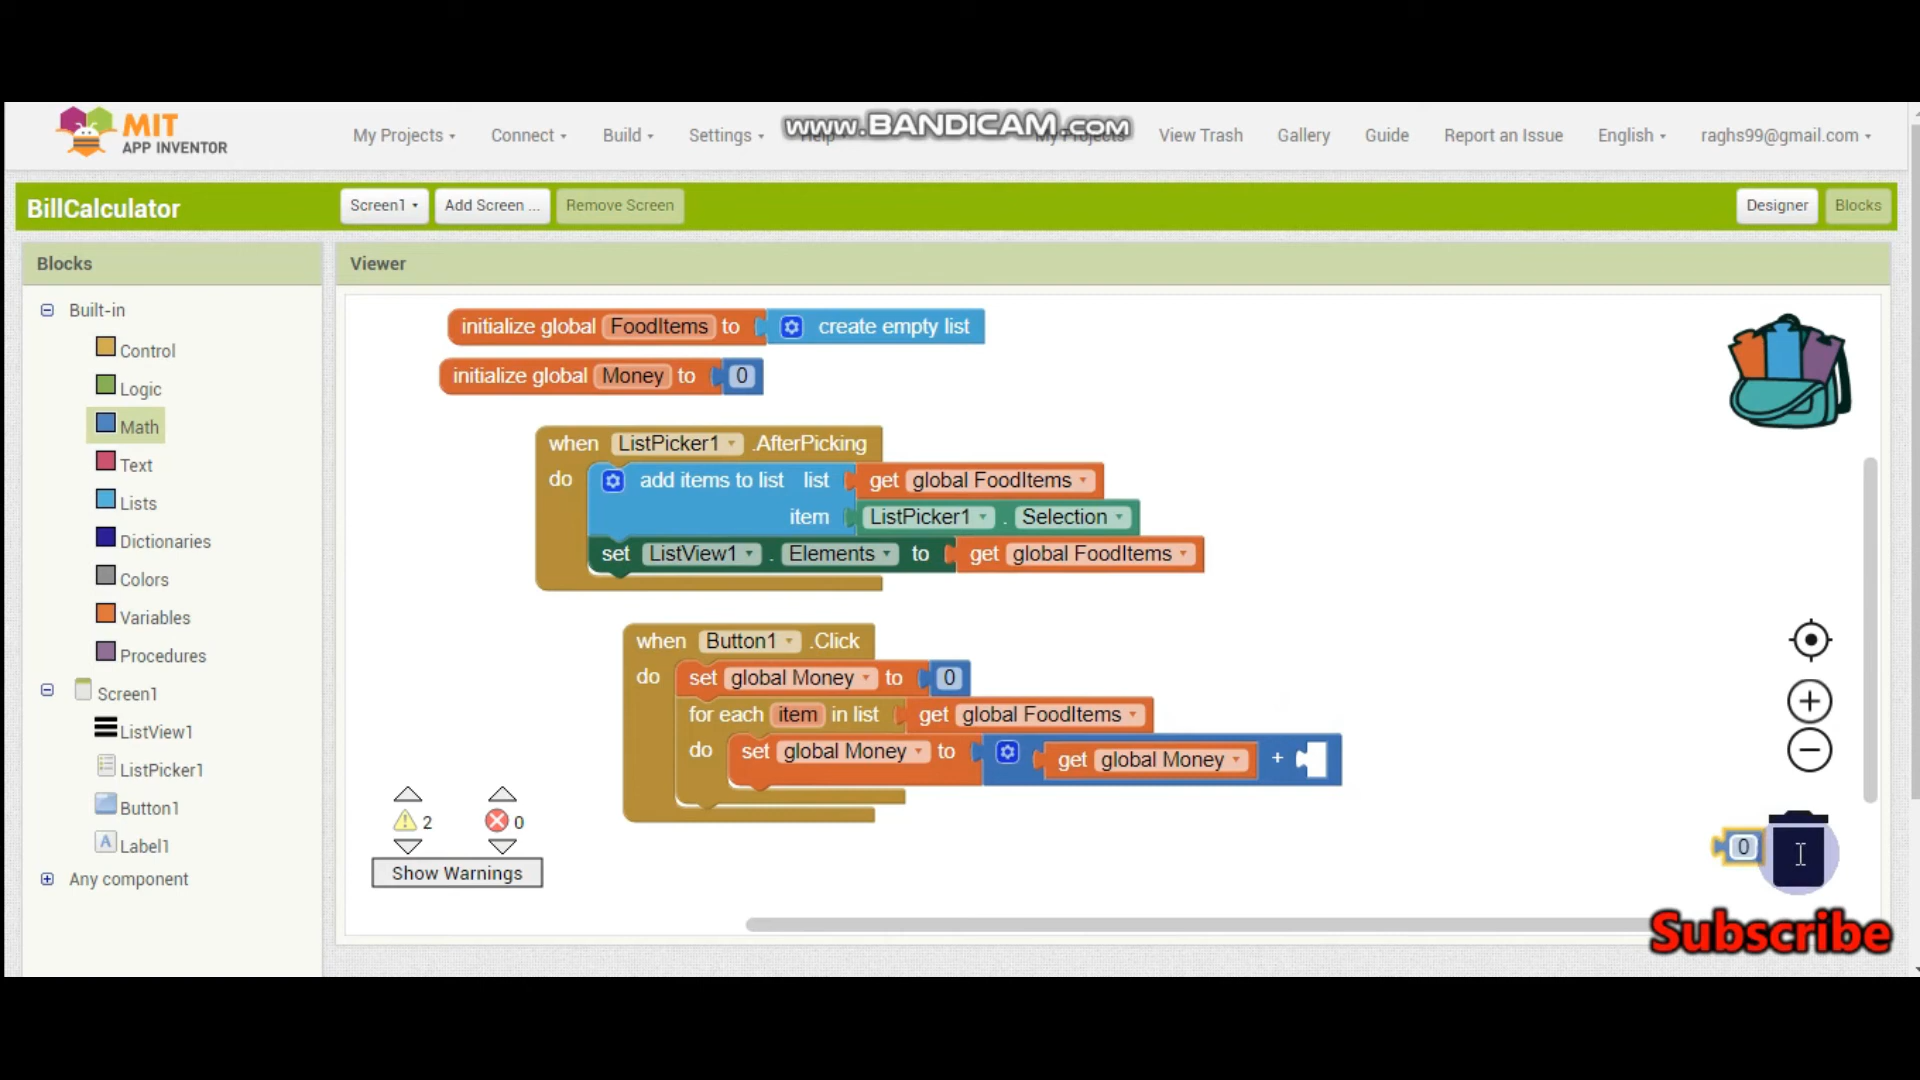 www.BANDICAM.com
MIT
APP INVENTOR
My Projects Connect Build Settings Help My Projects View Trash Gallery Guide Report an Issue English raghs99@gmail.com
BillCalculator Screen1 Add Screen ... Remove Screen Designer Blocks
Blocks
Viewer
Built-in
Control
Logic
Math
Text
Lists
Dictionaries
Colors
Variables
Procedures
Screen1
ListView1
ListPicker1
Button1
Label1
Any component
initialize global FoodItems to create empty list
initialize global Money to 0
when ListPicker1 .AfterPicking
do add items to list list get global FoodItems
item ListPicker1 . Selection
set ListView1 . Elements to get global FoodItems
when Button1 .Click
do set global Money to 0
for each item in list get global FoodItems
do set global Money to get global Money +
2 0
Show Warnings
0
Subscribe